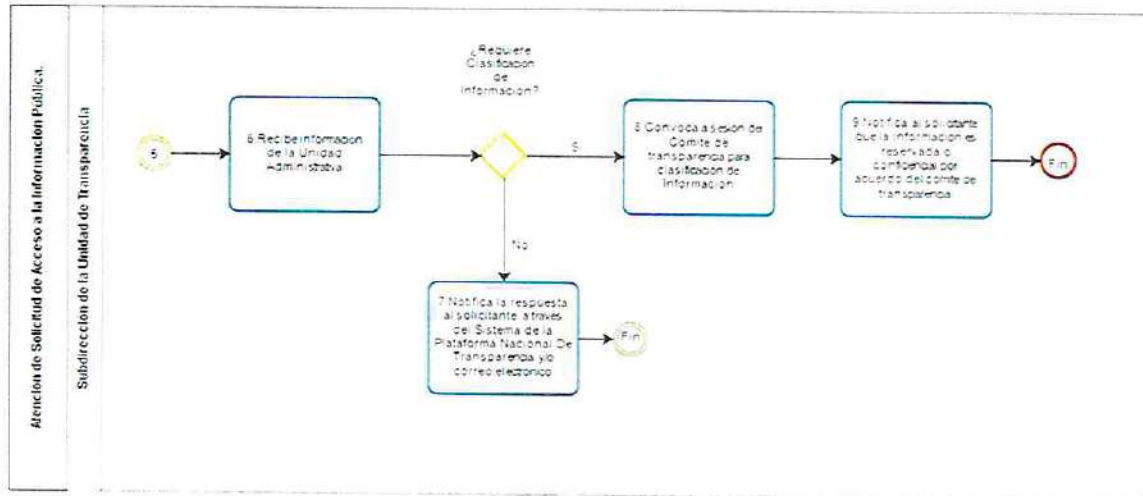 Atencion de Solicitud de Acceso a la Informacion Publica.
Subdireccion de la Unidad de Transparencia
5
6 Recibe informacion
de la Unidad
Administrativa
¿Requiere
Clasificacion
de
Informacion?
S
No
8 Convoca a sesion del
Comite de
transparencia para
clasificacion de
Informacion
9 Notifica al solicitante
que la informacion es
reservada o
confidencial por
acuerdo del comite de
transparencia
Fin
7 Notifica la respuesta
al solicitante a traves
del Sistema de la
Plataforma Nacional De
Transparencia y/o
correo electronico
Fin